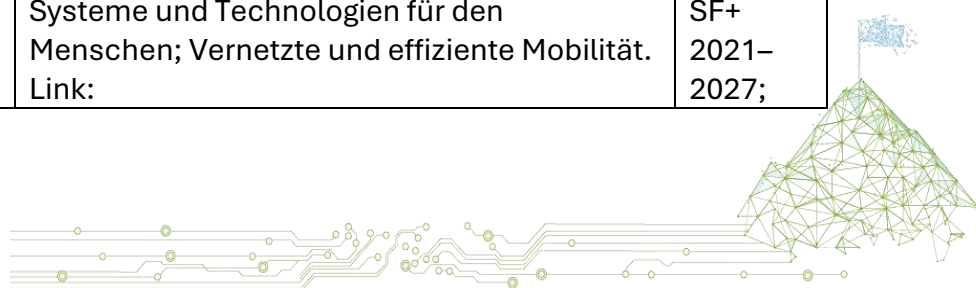 Systeme und Technologien für den
Menschen; Vernetzte und effiziente Mobilität.
Link:
SF+
2021–
2027;